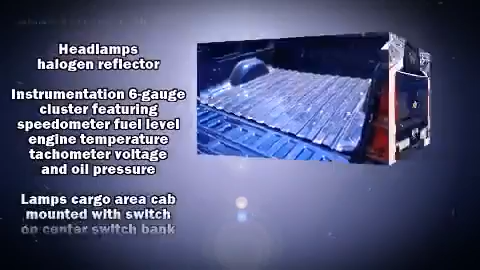 Headlamps
halogen reflector
Instrumentation 6-gauge
cluster featuring
speedometer fuel level
engine temperature
tachometer voltage
and oil pressure
Lamps cargo area cab
mounted with switch
on center switch bank